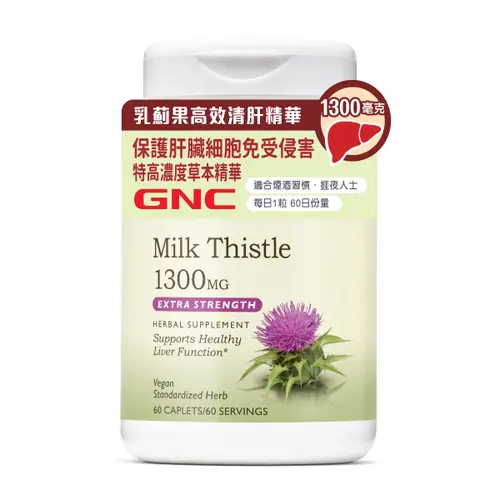 乳薊果高效清肝精華
1300毫克
保護肝臟細胞免受侵害
特高濃度草本精華
適合煙酒習慣、捱夜人士
每日1粒 60日份量
GNC
Milk Thistle
1300MG
EXTRA STRENGTH
HERBAL SUPPLEMENT
Supports Healthy
Liver Function*
Vegan
Standardized Herb
60 CAPLETS/60 SERVINGS